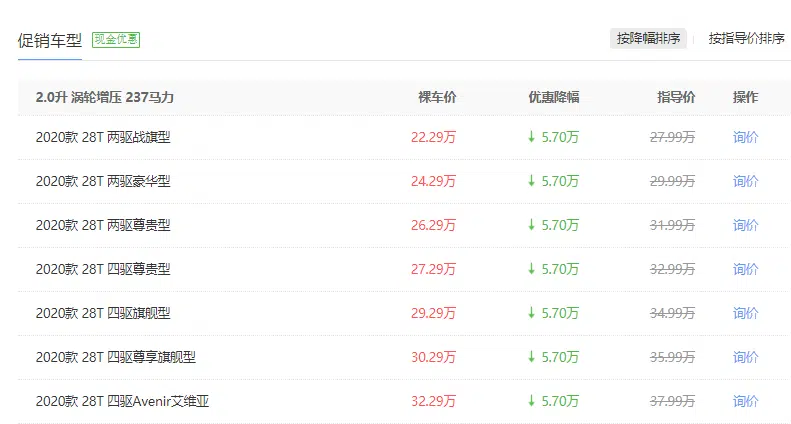 促销车型 现金优惠 按降幅排序 按指导价排序
2.0升 涡轮增压 237马力 裸车价 优惠降幅 指导价 操作
2020款 28T 两驱战旗型 22.29万 ↓ 5.70万 27.99万 询价
2020款 28T 两驱豪华型 24.29万 ↓ 5.70万 29.99万 询价
2020款 28T 两驱尊贵型 26.29万 ↓ 5.70万 31.99万 询价
2020款 28T 四驱尊贵型 27.29万 ↓ 5.70万 32.99万 询价
2020款 28T 四驱旗舰型 29.29万 ↓ 5.70万 34.99万 询价
2020款 28T 四驱尊享旗舰型 30.29万 ↓ 5.70万 35.99万 询价
2020款 28T 四驱Avenir艾维亚 32.29万 ↓ 5.70万 37.99万 询价